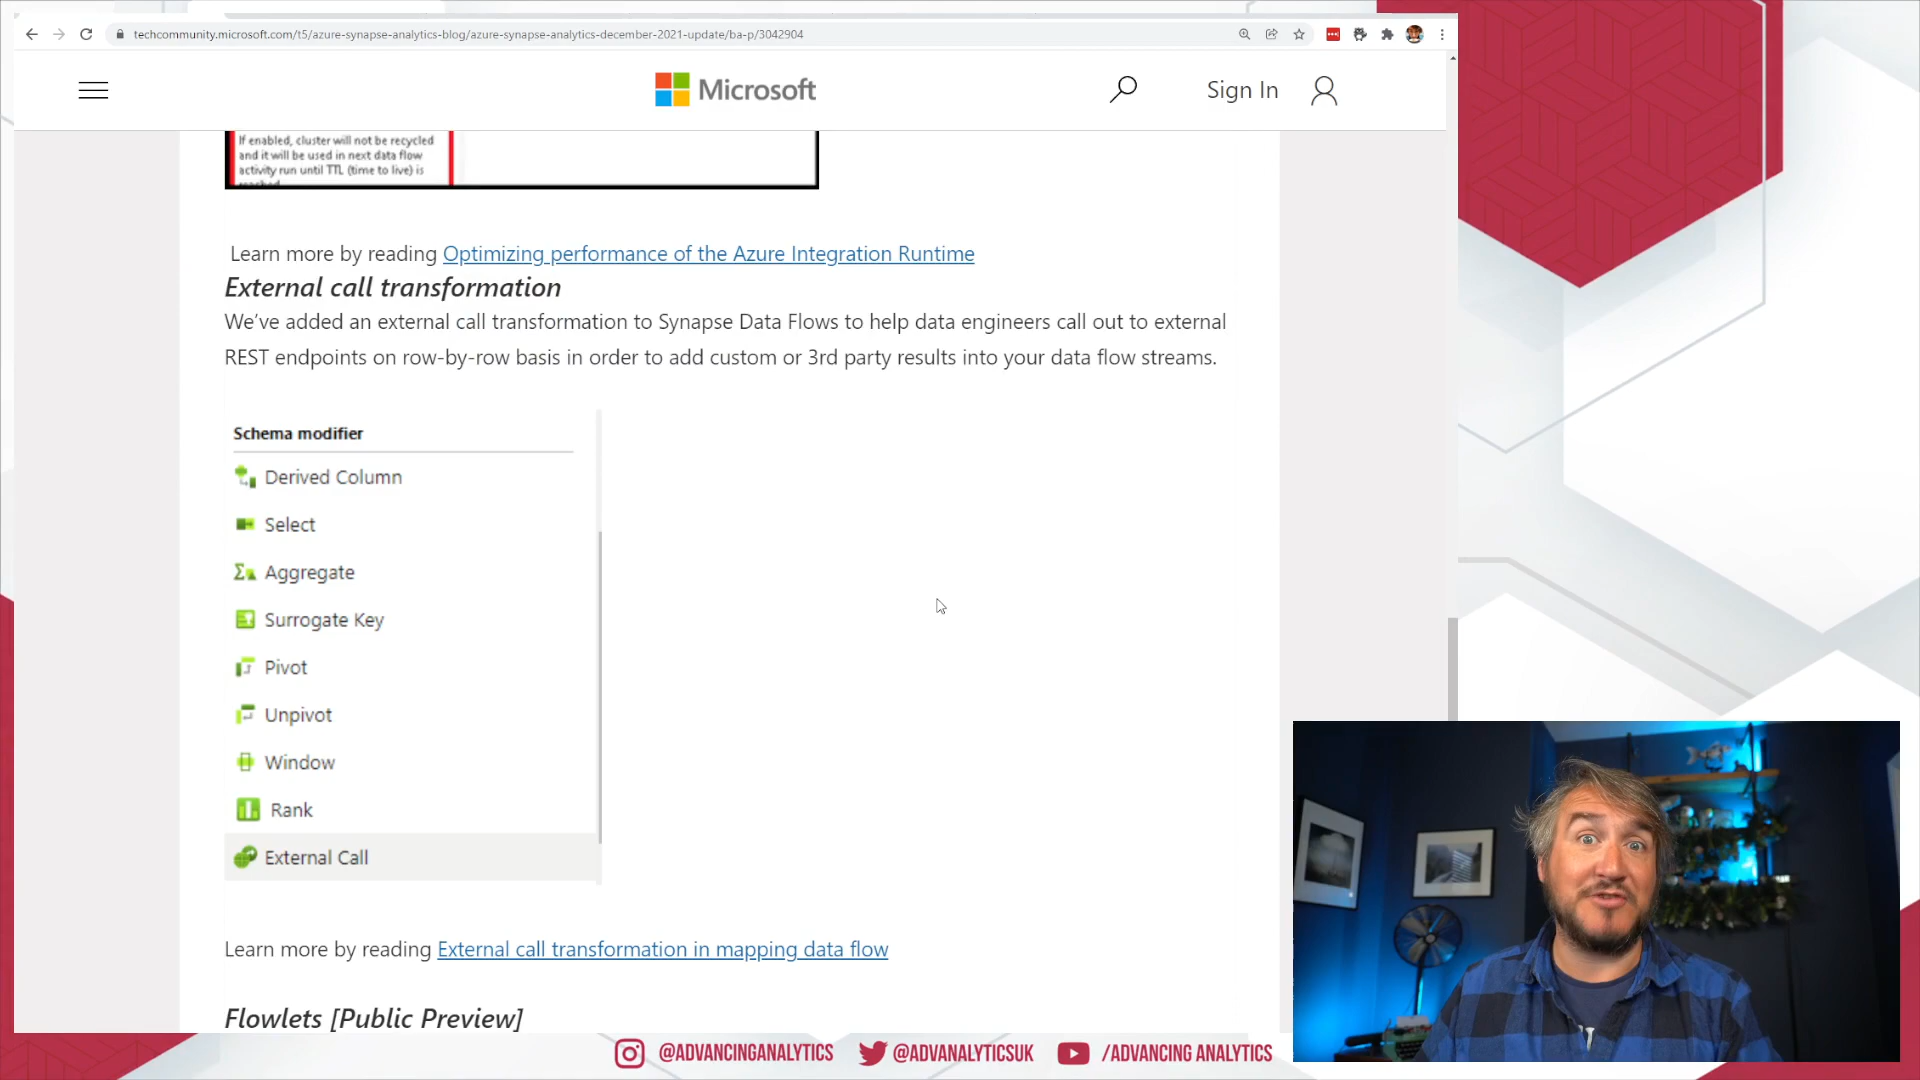 techcommunity.microsoft.com/t5/azure-synapse-analytics-blog/azure-synapse-analytics-december-2021-update/ba-p/3042904
Microsoft
Sign In
If enabled, cluster will not be recycled
and it will be used in next data flow
activity run until TTL (time to live) is
Learn more by reading Optimizing performance of the Azure Integration Runtime
External call transformation
We've added an external call transformation to Synapse Data Flows to help data engineers call out to external
REST endpoints on row-by-row basis in order to add custom or 3rd party results into your data flow streams.
Schema modifier
Derived Column
Select
Aggregate
Surrogate Key
Pivot
Unpivot
Window
Rank
External Call
Learn more by reading External call transformation in mapping data flow
Flowlets [Public Preview]
@ADVANCINGANALYTICS
@ADVANALYTICSUK
/ADVANCING ANALYTICS